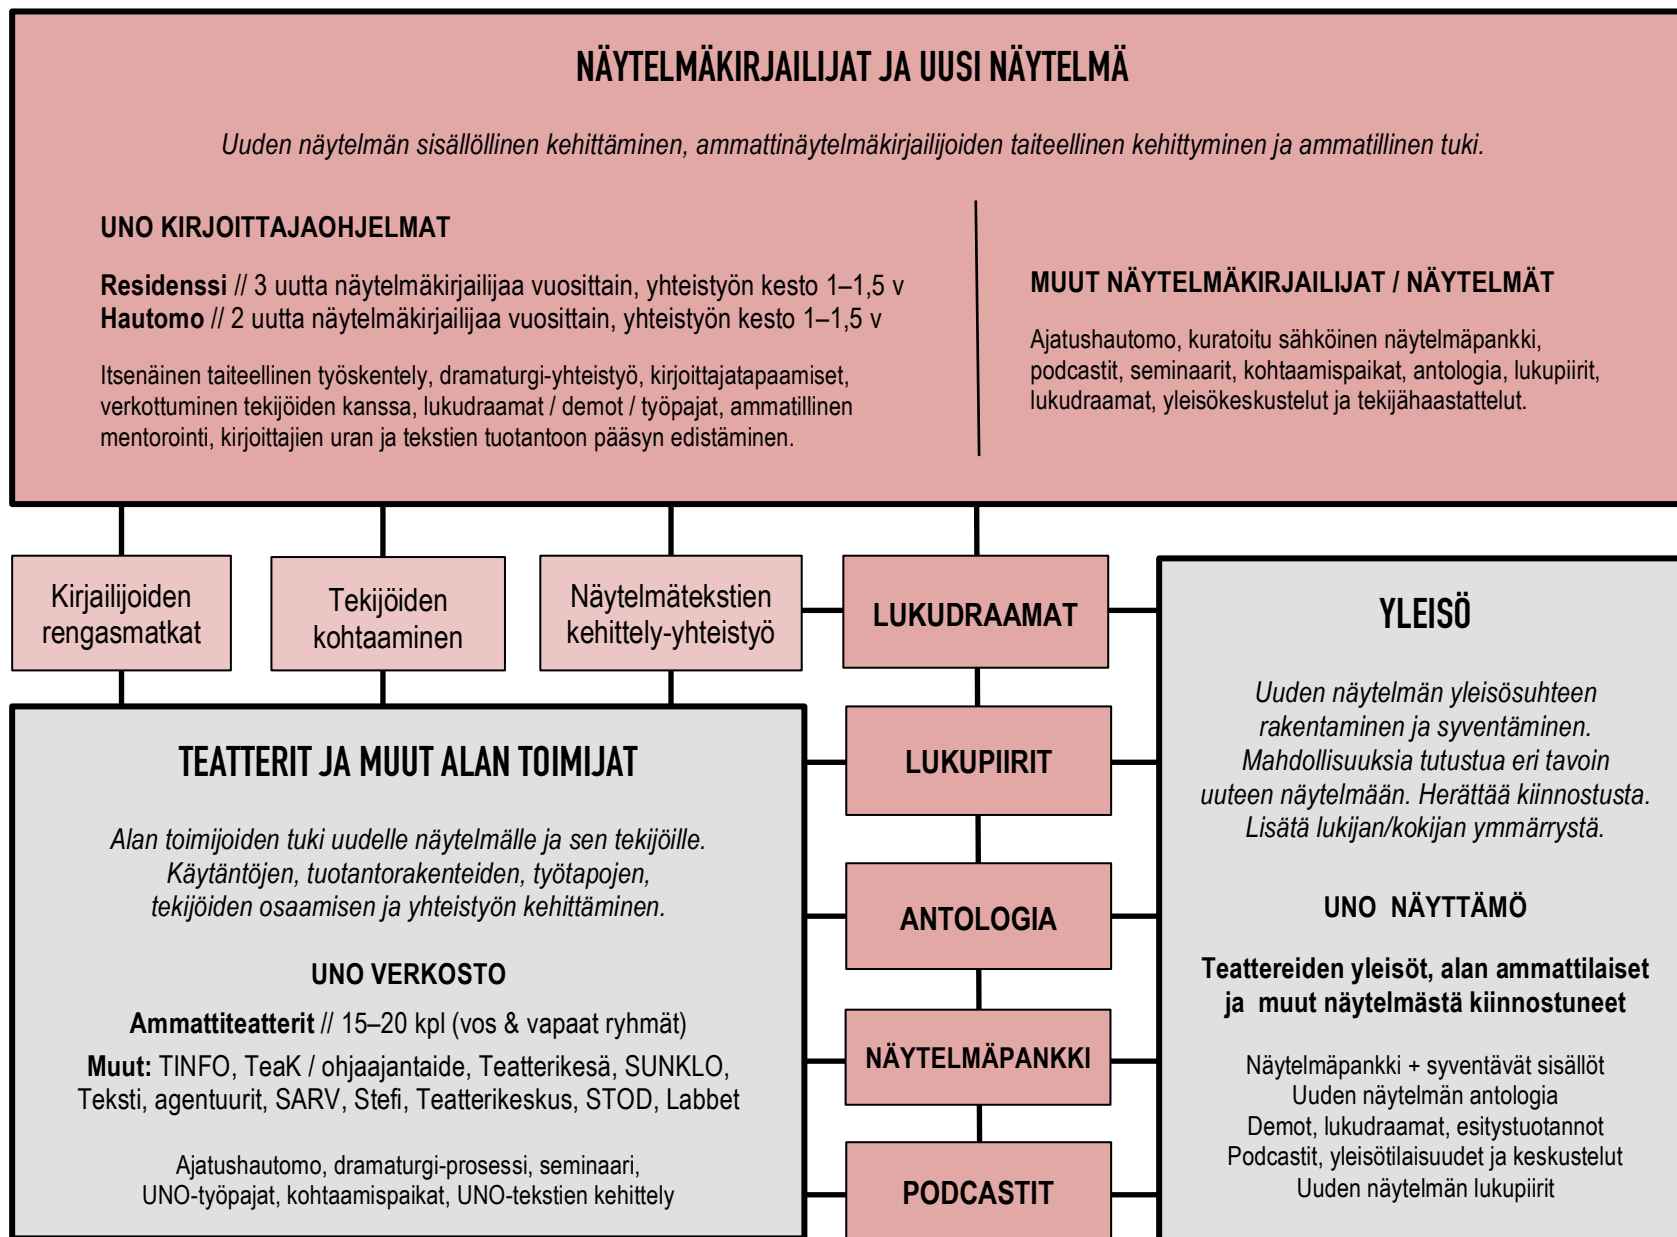 NÄYTELMÄKIRJAILIJAT JA UUSI NÄYTELMÄ
Uuden näytelmän sisällöllinen kehittäminen, ammattinäytelmäkirjailijoiden taiteellinen kehittyminen ja ammatillinen tuki.
UNO KIRJOITTAJAOHJELMAT
Residenssi // 3 uutta näytelmäkirjailijaa vuosittain, yhteistyön kesto 1–1,5 v
Hautomo // 2 uutta näytelmäkirjailijaa vuosittain, yhteistyön kesto 1–1,5 v
Itsenäinen taiteellinen työskentely, dramaturgi-yhteistyö, kirjoittajatapaamiset,
verkottuminen tekijöiden kanssa, lukudraamat / demot / työpajat, ammatillinen
mentorointi, kirjoittajien uran ja tekstien tuotantoon pääsyn edistäminen.
MUUT NÄYTELMÄKIRJAILIJAT / NÄYTELMÄT
Ajatushautomo, kuratoitu sähköinen näytelmäpankki,
podcastit, seminaarit, kohtaamispaikat, antologia, lukupiirit,
lukudraamat, yleisökeskustelut ja tekijähaastattelut.
Kirjailijoiden
rengasmatkat
Tekijöiden
kohtaaminen
Näytelmätekstien
kehittely-yhteistyö
LUKUDRAAMAT
LUKUPIIRIT
ANTOLOGIA
NÄYTELMÄPANKKI
PODCASTIT
TEATTERIT JA MUUT ALAN TOIMIJAT
Alan toimijoiden tuki uudelle näytelmälle ja sen tekijöille.
Käytäntöjen, tuotantorakenteiden, työtapojen,
tekijöiden osaamisen ja yhteistyön kehittäminen.
UNO VERKOSTO
Ammattiteatterit // 15–20 kpl (vos & vapaat ryhmät)
Muut: TINFO, TeaK / ohjaajantaide, Teatterikesä, SUNKLO,
Teksti, agentuurit, SARV, Stefi, Teatterikeskus, STOD, Labbet
Ajatushautomo, dramaturgi-prosessi, seminaari,
UNO-työpajat, kohtaamispaikat, UNO-tekstien kehittely
YLEISÖ
Uuden näytelmän yleisösuhteen
rakentaminen ja syventäminen.
Mahdollisuuksia tutustua eri tavoin
uuteen näytelmään. Herättää kiinnostusta.
Lisätä lukijan/kokijan ymmärrystä.
UNO NÄYTTÄMÖ
Teattereiden yleisöt, alan ammattilaiset
ja muut näytelmästä kiinnostuneet
Näytelmäpankki + syventävät sisällöt
Uuden näytelmän antologia
Demot, lukudraamat, esitystuotannot
Podcastit, yleisötilaisuudet ja keskustelut
Uuden näytelmän lukupiirit